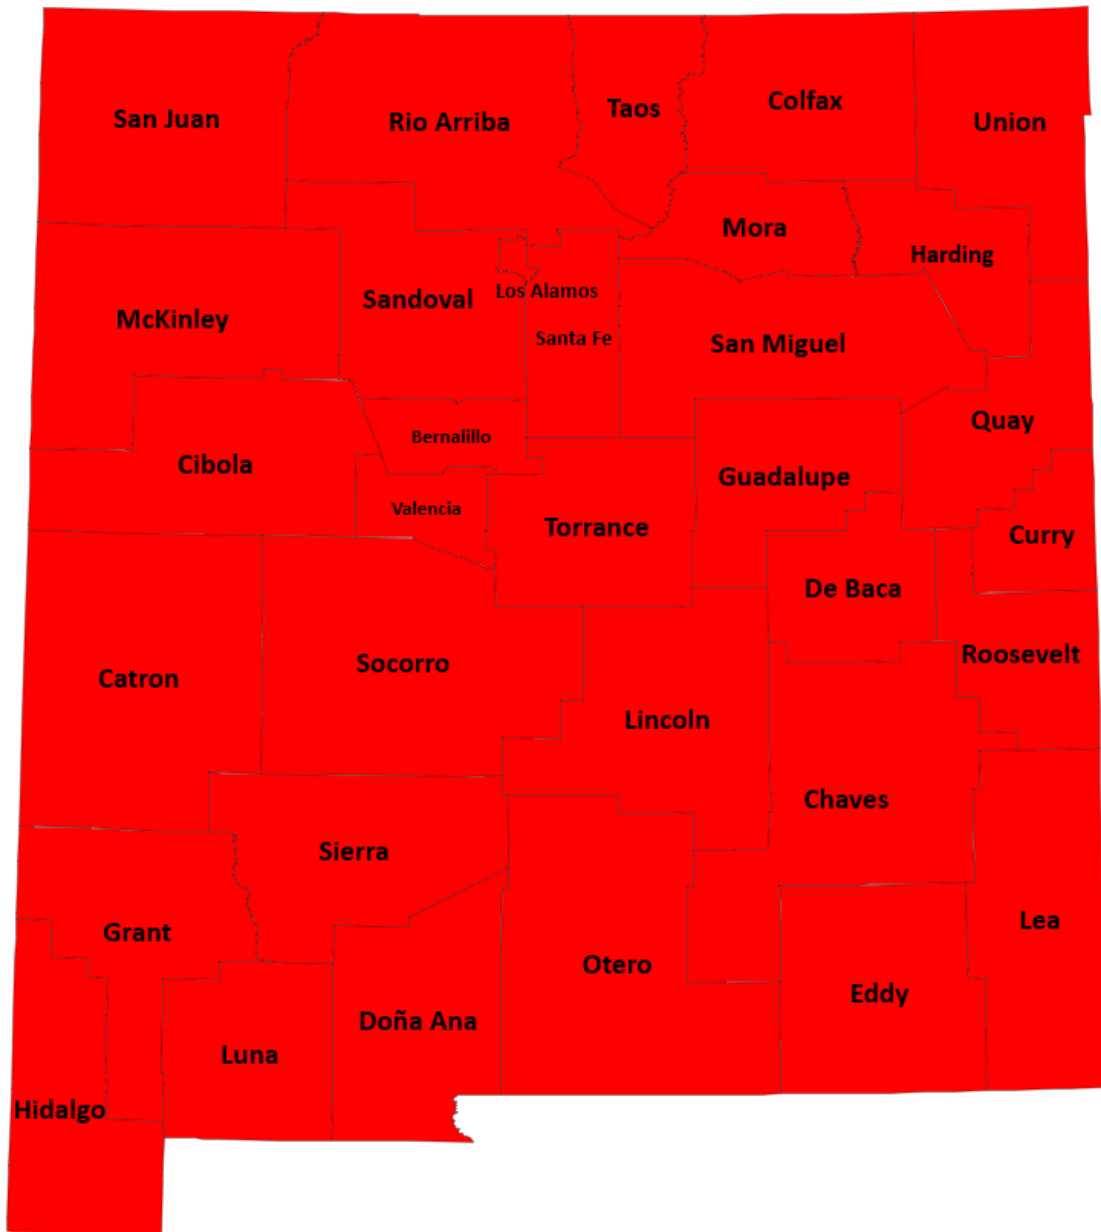 San Juan
Rio Arriba
Taos
Colfax
Union
Mora
Harding
McKinley
Sandoval
Los Alamos
Santa Fe
San Miguel
Quay
Cibola
Bernalillo
Guadalupe
Valencia
Torrance
Curry
De Baca
Catron
Socorro
Roosevelt
Lincoln
Chaves
Sierra
Grant
Lea
Otero
Eddy
Doña Ana
Luna
Hidalgo